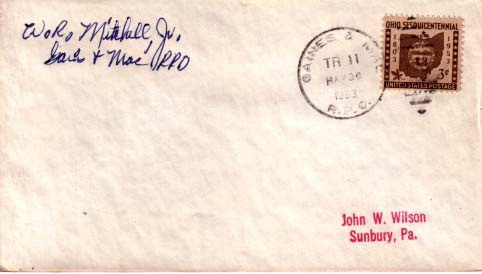 W. R. Mitchell Jr.
Gads & Mac RPO
GAINES & MAC
TR 11
MAY 30
1953
R.P.O.
OHIO SESQUICENTENNIAL
1803
1953
3¢
UNITED STATES POSTAGE
John W. Wilson
Sunbury, Pa.